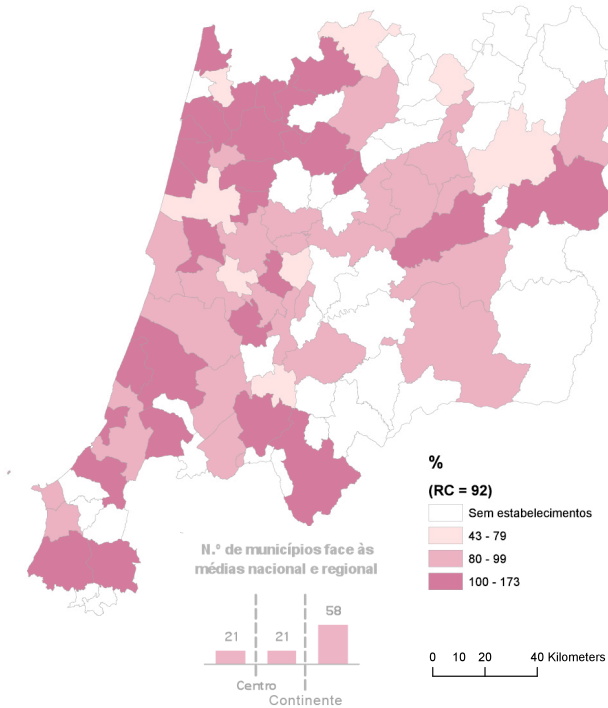 %
(RC = 92)
Sem estabelecimentos
43 - 79
80 - 99
100 - 173
N.º de municípios face às
médias nacional e regional
21
21
58
Centro
Continente
0 10 20 40 Kilometers